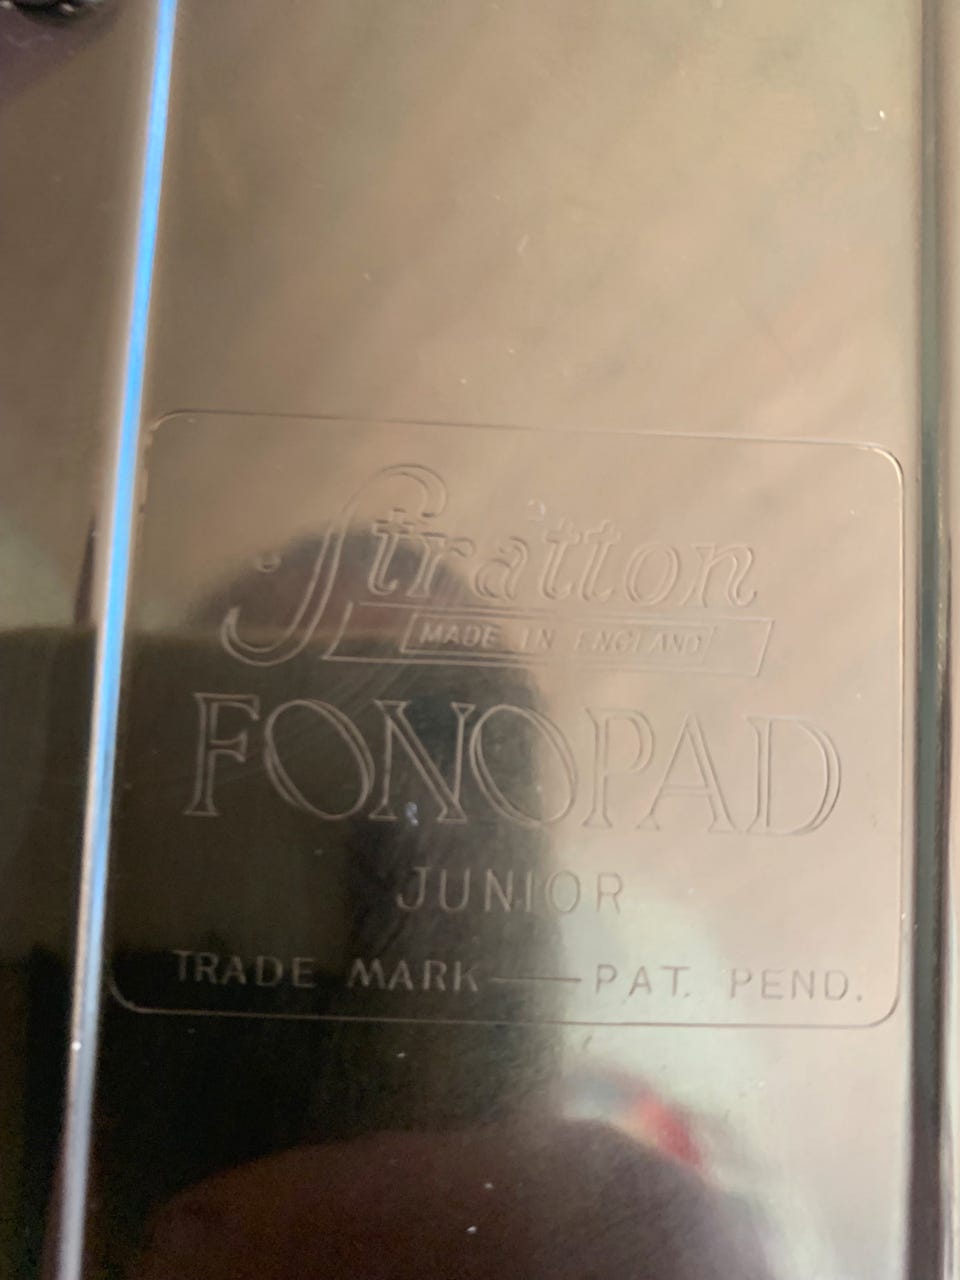 Stratton
MADE IN ENGLAND
FONOPAD
JUNIOR
TRADE MARK — PAT. PEND.